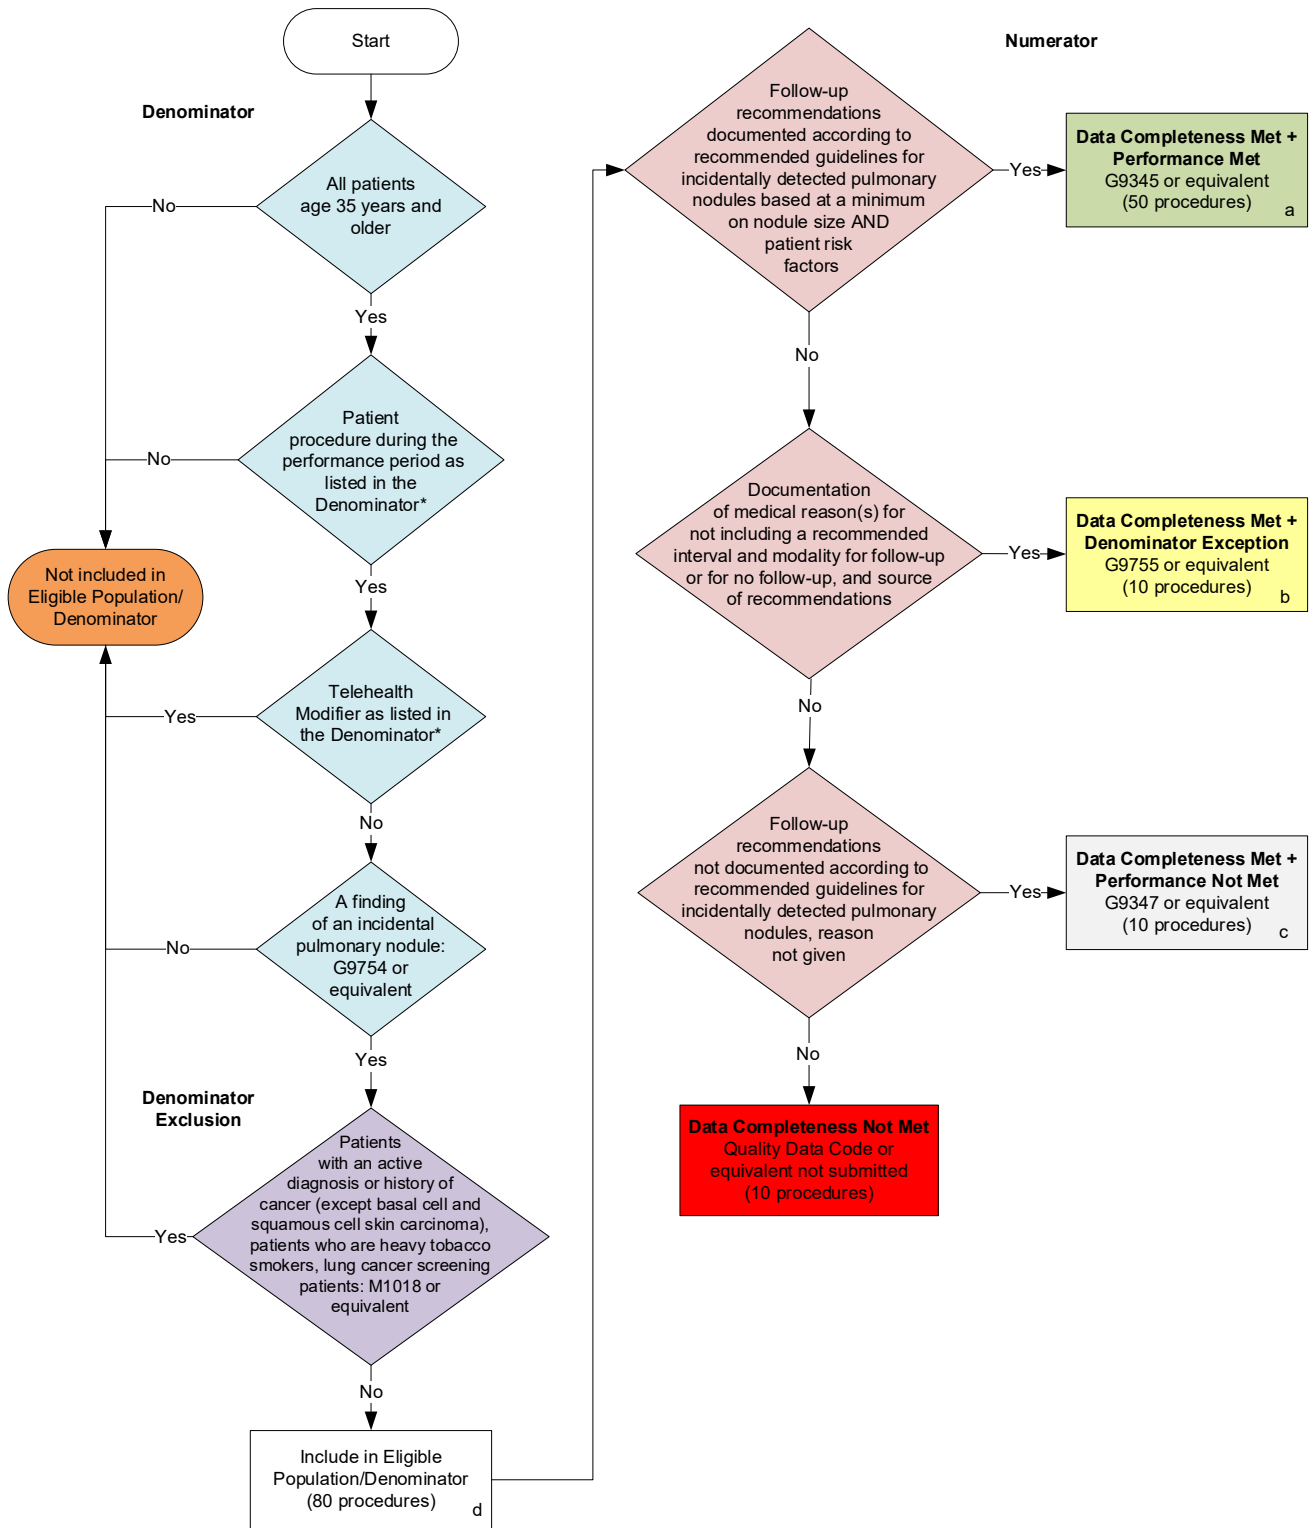 Start
Denominator
All patients
age 35 years and
older
No
Yes
Patient
procedure during the
performance period as
listed in the
Denominator*
No
Yes
Not included in
Eligible Population/
Denominator
Telehealth
Modifier as listed in
the Denominator*
Yes
No
A finding
of an incidental
pulmonary nodule:
G9754 or
equivalent
No
Yes
Denominator
Exclusion
Patients
with an active
diagnosis or history of
cancer (except basal cell and
squamous cell skin carcinoma),
patients who are heavy tobacco
smokers, lung cancer screening
patients: M1018 or
equivalent
Yes
No
Include in Eligible
Population/Denominator
(80 procedures)
d
Numerator
Follow-up
recommendations
documented according to
recommended guidelines for
incidentally detected pulmonary
nodules based at a minimum
on nodule size AND
patient risk
factors
Yes
Data Completeness Met +
Performance Met
G9345 or equivalent
(50 procedures)
a
No
Documentation
of medical reason(s) for
not including a recommended
interval and modality for follow-up
or for no follow-up, and source
of recommendations
Yes
Data Completeness Met +
Denominator Exception
G9755 or equivalent
(10 procedures)
b
No
Follow-up
recommendations
not documented according to
recommended guidelines for
incidentally detected pulmonary
nodules, reason
not given
Yes
Data Completeness Met +
Performance Not Met
G9347 or equivalent
(10 procedures)
c
No
Data Completeness Not Met
Quality Data Code or
equivalent not submitted
(10 procedures)